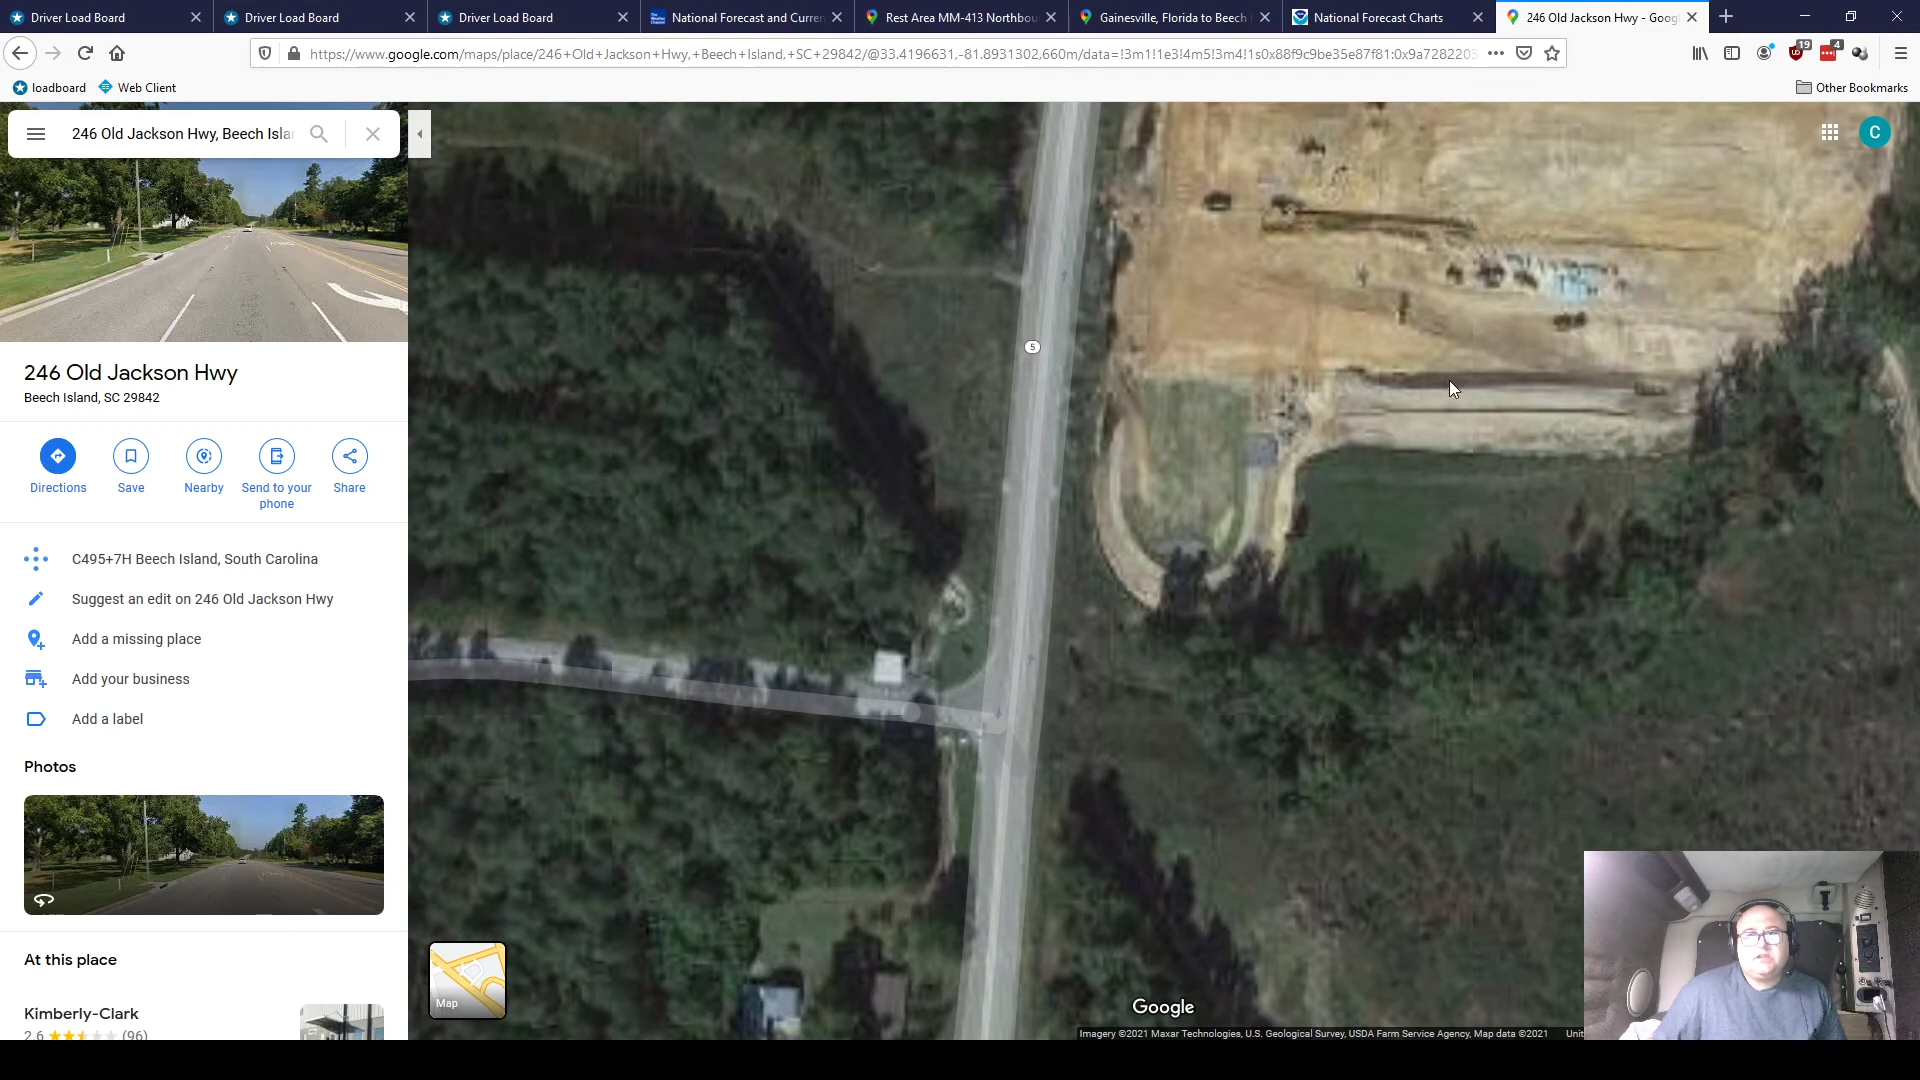 Driver Load Board
Driver Load Board
Driver Load Board
National Forecast and Curren
Rest Area MM-413 Northbou
Gainesville, Florida to Beech I
National Forecast Charts
246 Old Jackson Hwy - Goog
https://www.google.com/maps/place/246+Old+Jackson+Hwy,+Beech+Island,+SC+29842/@33.4196631,-81.8931302,660m/data=!3m1!1e3!4m5!3m4!1s0x88f9c9be35e87f81:0x9a7282205
19
4
loadboard
Web Client
Other Bookmarks
246 Old Jackson Hwy, Beech Islan
C
5
246 Old Jackson Hwy
Beech Island, SC 29842
Directions
Save
Nearby
Send to your
phone
Share
C495+7H Beech Island, South Carolina
Suggest an edit on 246 Old Jackson Hwy
Add a missing place
Add your business
Add a label
Photos
At this place
Kimberly-Clark
2.6 (96)
Map
Google
Imagery ©2021 Maxar Technologies, U.S. Geological Survey, USDA Farm Service Agency, Map data ©2021 Unit